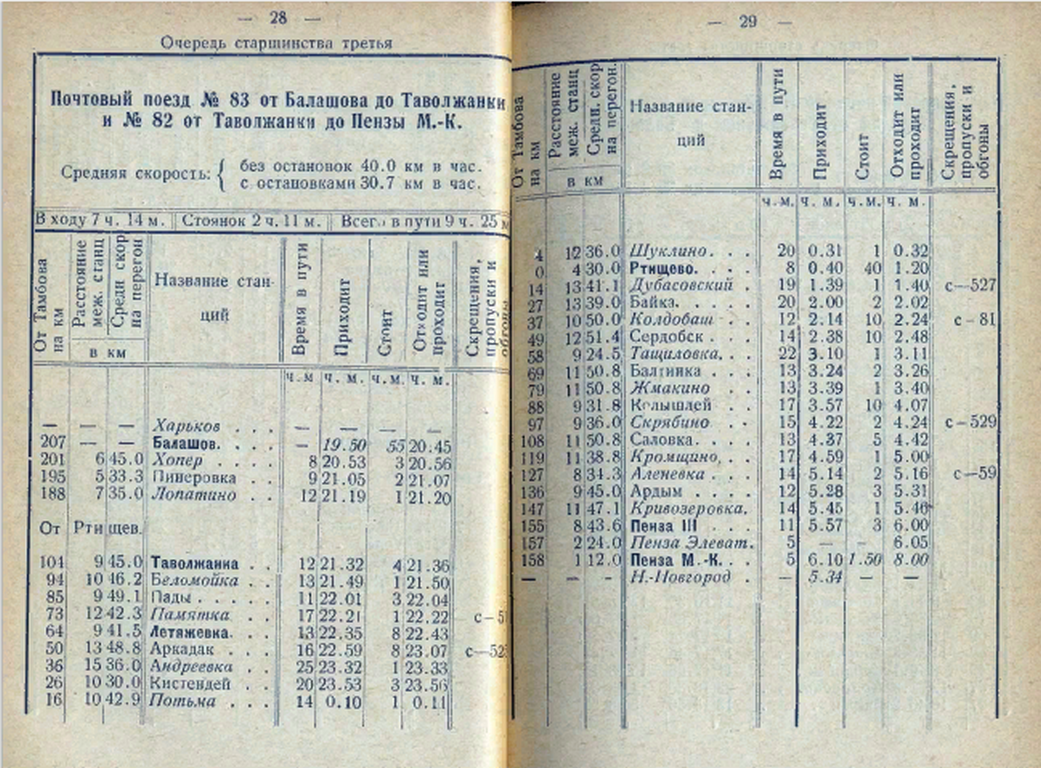 — 28 —
Очередь старшинства третья
Почтовый поезд № 83 от Балашова до Таволжанки
и № 82 от Таволжанки до Пензы М.-К.
Средняя скорость: { без остановок 40.0 км в час.
с остановками 30.7 км в час.
В ходу 7 ч. 14 м. Стоянок 2 ч. 11 м. Всего в пути 9 ч. 25 м
От Тамбова на км
Расстояние меж. станц
Средн скор на перегон
в км
Название стан-
ций
Время в пути
Приходит
Стоит
Отходит или проходит
Скрещения, пропуски и обгоны
ч. м ч. м. ч. м. ч. м.
— — — Харьков . . . — — — —
207 — — Балашов. . . — 19.50 55 20.45
201 6 45.0 Хопер . . . . 8 20.53 3 20.56
195 5 33.3 Пинеровка . . 9 21.05 2 21.07
188 7 35.0 Лопатино . . 12 21.19 1 21.20
От Ртищев.
104 9 45.0 Таволжанка . . 12 21.32 4 21.36
94 10 46.2 Беломойка . . 13 21.49 1 21.50
85 9 49.1 Пады . . . . . 11 22.01 3 22.04
73 12 42.3 Памятка . . . 17 22.21 1 22.22 с—51
64 9 41.5 Летяжевка. . . 13 22.35 8 22.43
50 13 48.8 Аркадак . . . 16 22.59 8 23.07 с—52
36 15 36.0 Андреевка . . 25 23.32 1 23.33
26 10 30.0 Кистендей . . 20 23.53 3 23.56
16 10 42.9 Потьма . . . 14 0.10 1 0.11
— 29 —
От Тамбова на км
Расстояние меж. станц
Средн. скор на перегон.
в км
Название стан-
ций
Время в пути
Приходит
Стоит
Отходит или проходит
Скрещения, пропуски и обгоны
ч. м. ч. м. ч. м. ч. м.
4 12 36.0 Шуклино. . . 20 0.31 1 0.32
0 4 30.0 Ртищево. . . . 8 0.40 40 1.20
14 13 41.1 Дубасовский . 19 1.39 1 1.40 с—527
27 13 39.0 Байка. . . . . 20 2.00 2 2.02
37 10 50.0 Колдобаш . . 12 2.14 10 2.24 с-81
49 12 51.4 Сердобск . . . 14 2.38 10 2.48
58 9 24.5 Тащиловка. . . 22 3.10 1 3.11
69 11 50.8 Балтинка . . . 13 3.24 2 3.26
79 11 50.8 Жмакино . . 13 3.39 1 3.40
88 9 31.8 Колышлей . . 17 3.57 10 4.07
97 9 36.0 Скрябино . . 15 4.22 2 4.24 с-529
108 11 50.8 Саловка. . . . 13 4.37 5 4.42
119 11 38.8 Кромщино. . . 17 4.59 1 5.00
127 8 34.3 Аленевка . . . 14 5.14 2 5.16 с—59
136 9 45.0 Ардым . . . . 12 5.28 3 5.31
147 11 47.1 Кривозеровка. 14 5.45 1 5.46
155 8 43.6 Пенза III . . . 11 5.57 3 6.00
157 2 24.0 Пенза Элеват. 5 — — 6.05
158 1 12.0 Пенза М.-К. . . 5 6.10 1.50 8.00
— — — Н.-Новгород . — 5.34 — —